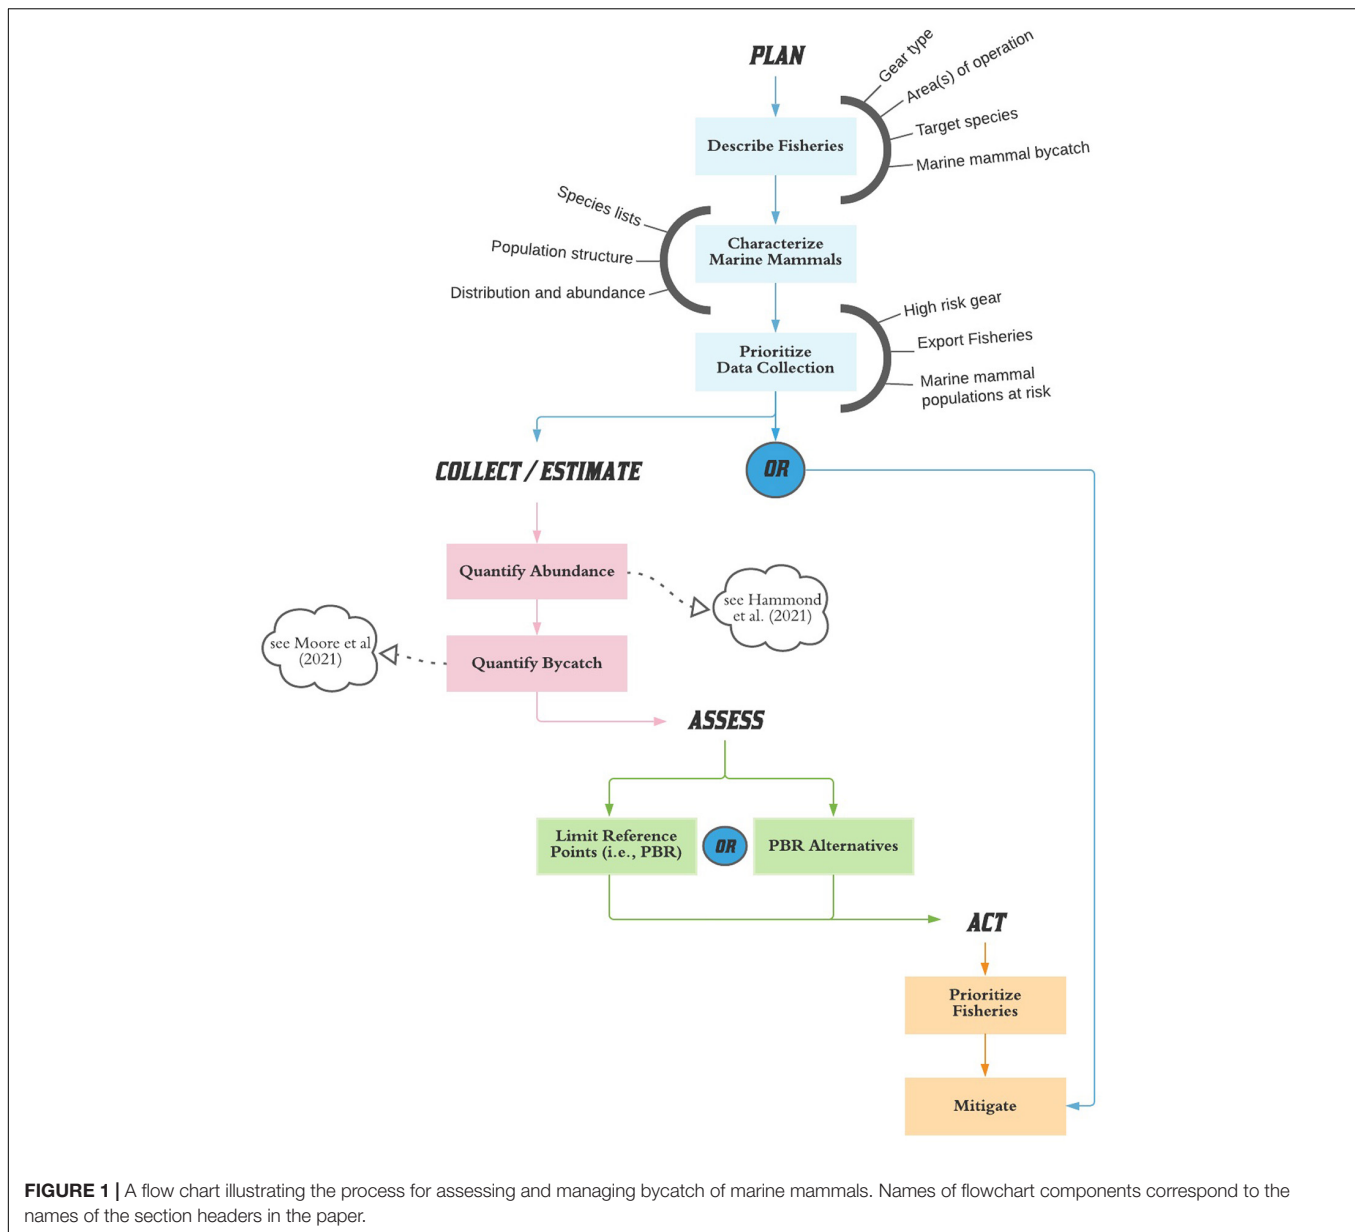 PLAN
Gear type
Area(s) of operation
Target species
Marine mammal bycatch
Describe Fisheries
Species lists
Population structure
Distribution and abundance
Characterize
Marine Mammals
High risk gear
Export Fisheries
Marine mammal
populations at risk
Prioritize
Data Collection
COLLECT / ESTIMATE
OR
Quantify Abundance
see Hammond
et al. (2021)
see Moore et al
(2021)
Quantify Bycatch
ASSESS
Limit Reference
Points (i.e., PBR)
OR
PBR Alternatives
ACT
Prioritize
Fisheries
Mitigate
FIGURE 1 | A flow chart illustrating the process for assessing and managing bycatch of marine mammals. Names of flowchart components correspond to the
names of the section headers in the paper.